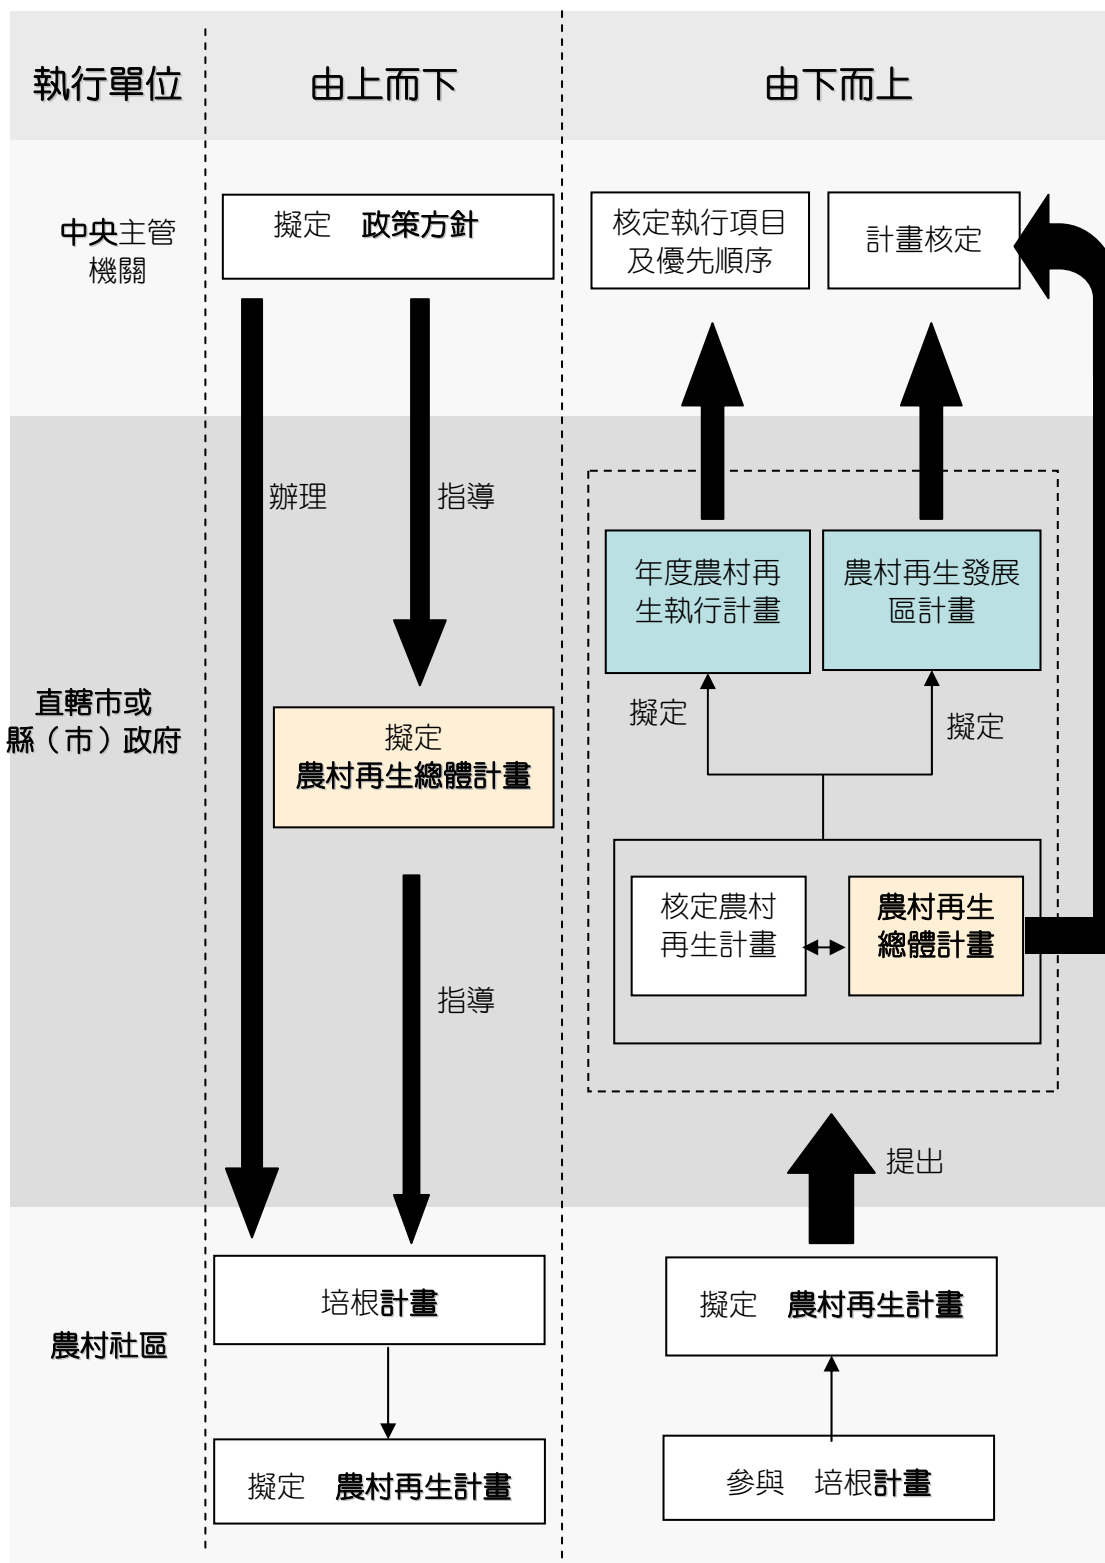 執行單位
由上而下
由下而上
中央主管
機關
擬定　政策方針
核定執行項目
及優先順序
計畫核定
辦理
指導
年度農村再
生執行計畫
農村再生發展
區計畫
直轄市或
縣（市）政府
擬定
農村再生總體計畫
擬定
擬定
核定農村
再生計畫
農村再生
總體計畫
指導
提出
農村社區
培根計畫
擬定　農村再生計畫
擬定　農村再生計畫
參與　培根計畫